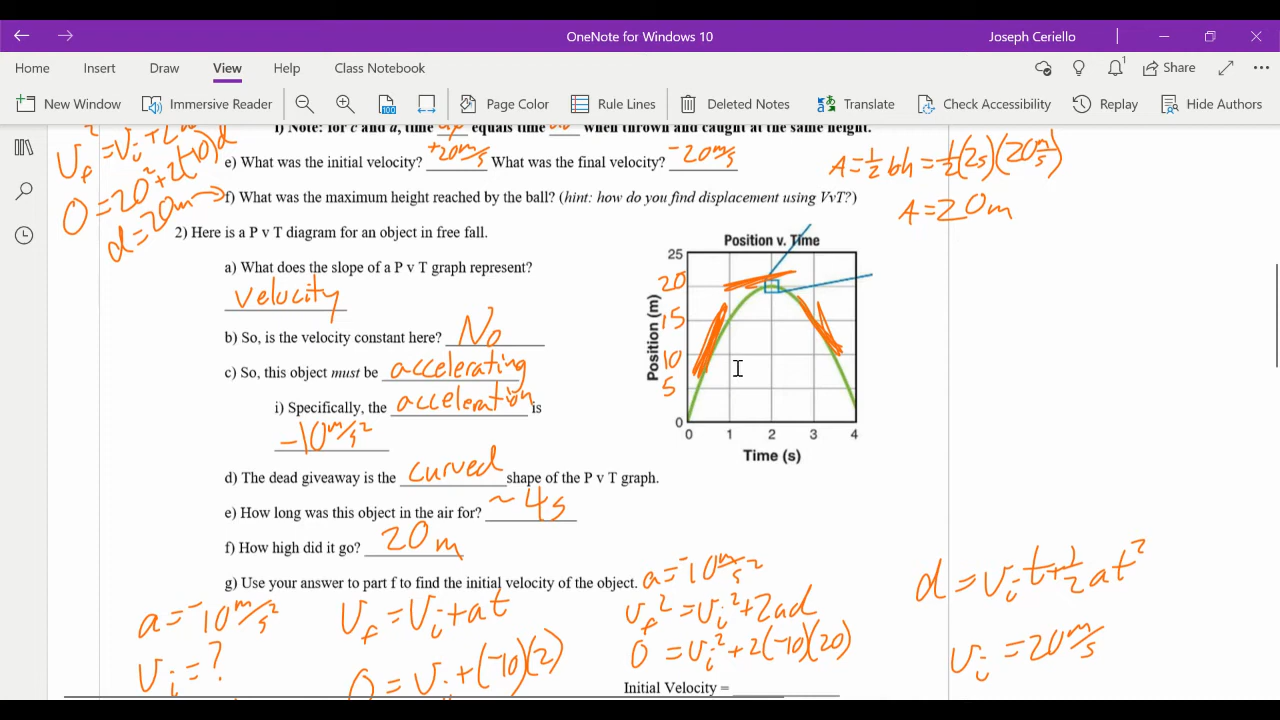 OneNote for Windows 10
Joseph Ceriello
Home Insert Draw View Help Class Notebook Share
New Window Immersive Reader 100 Page Color Rule Lines Deleted Notes Translate Check Accessibility Replay Hide Authors
i) Note: for c and d, time up equals time when thrown and caught at the same height.
Vf² = Vi² + 2
0 = 20² + 2(-10)d
d = 20m
e) What was the initial velocity? +20m/s What was the final velocity? -20m/s
f) What was the maximum height reached by the ball? (hint: how do you find displacement using VvT?)
A = 1/2 bh = 1/2 (2s)(20 m/s)
A = 20m
2) Here is a P v T diagram for an object in free fall.
a) What does the slope of a P v T graph represent?
velocity
b) So, is the velocity constant here? No
c) So, this object must be accelerating
i) Specifically, the acceleration is
-10 m/s²
d) The dead giveaway is the curved shape of the P v T graph.
e) How long was this object in the air for? ~4s
f) How high did it go? 20m
g) Use your answer to part f to find the initial velocity of the object.
Position v. Time
Position (m)
25
20
15
10
5
0
0 1 2 3 4
Time (s)
a = -10 m/s²
Vi = ?
Vf = Vi + at
0 = Vi + (-10)(2)
a = -10 m/s²
Vf² = Vi² + 2ad
0 = Vi² + 2(-10)(20)
Initial Velocity =
d = Vi t + 1/2 at²
Vi = 20 m/s